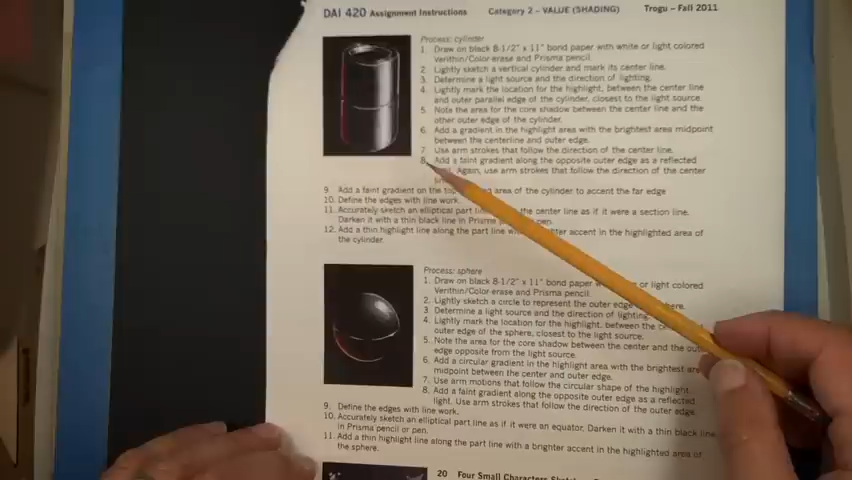 DAI 420 Assignment Instructions Category 2 – VALUE (SHADING) Trogu – Fall 2011
Process: cylinder
1. Draw on black 8-1/2" x 11" bond paper with white or light colored
Verithin/Color-erase and Prisma pencil.
2. Lightly sketch a vertical cylinder and mark its center line.
3. Determine a light source and the direction of lighting.
4. Lightly mark the location for the highlight, between the center line
and outer parallel edge of the cylinder, closest to the light source.
5. Note the area for the core shadow between the center line and the
other outer edge of the cylinder.
6. Add a gradient in the highlight area with the brightest area midpoint
between the centerline and outer edge.
7. Use arm strokes that follow the direction of the center line.
8. Add a faint gradient along the opposite outer edge as a reflected
Again, use arm strokes that follow the direction of the center
9. Add a faint gradient on the area of the cylinder to accent the far edge
10. Define the edges with line work.
11. Accurately sketch an elliptical part the center line as if it were a section line.
Darken it with a thin black line in Prisma pen.
12. Add a thin highlight line along the part line accent in the highlighted area of
the cylinder.
Process: sphere
1. Draw on black 8-1/2" x 11" bond paper or light colored
Verithin/Color-erase and Prisma pencil.
2. Lightly sketch a circle to represent the outer edge
3. Determine a light source and the direction of lighting.
4. Lightly mark the location for the highlight, between the
outer edge of the sphere, closest to the light source.
5. Note the area for the core shadow between the center and the
edge opposite from the light source.
6. Add a circular gradient in the highlight area with the brightest
midpoint between the center and outer edge.
7. Use arm motions that follow the circular shape of the highlight.
8. Add a faint gradient along the opposite outer edge as a reflected
light. Use arm strokes that follow the direction of the outer edge.
9. Define the edges with line work.
10. Accurately sketch an elliptical part line as if it were an equator. Darken it with a thin black line
in Prisma pencil or pen.
11. Add a thin highlight line along the part line with a brighter accent in the highlighted area of
the sphere.
20 Four Small Characters